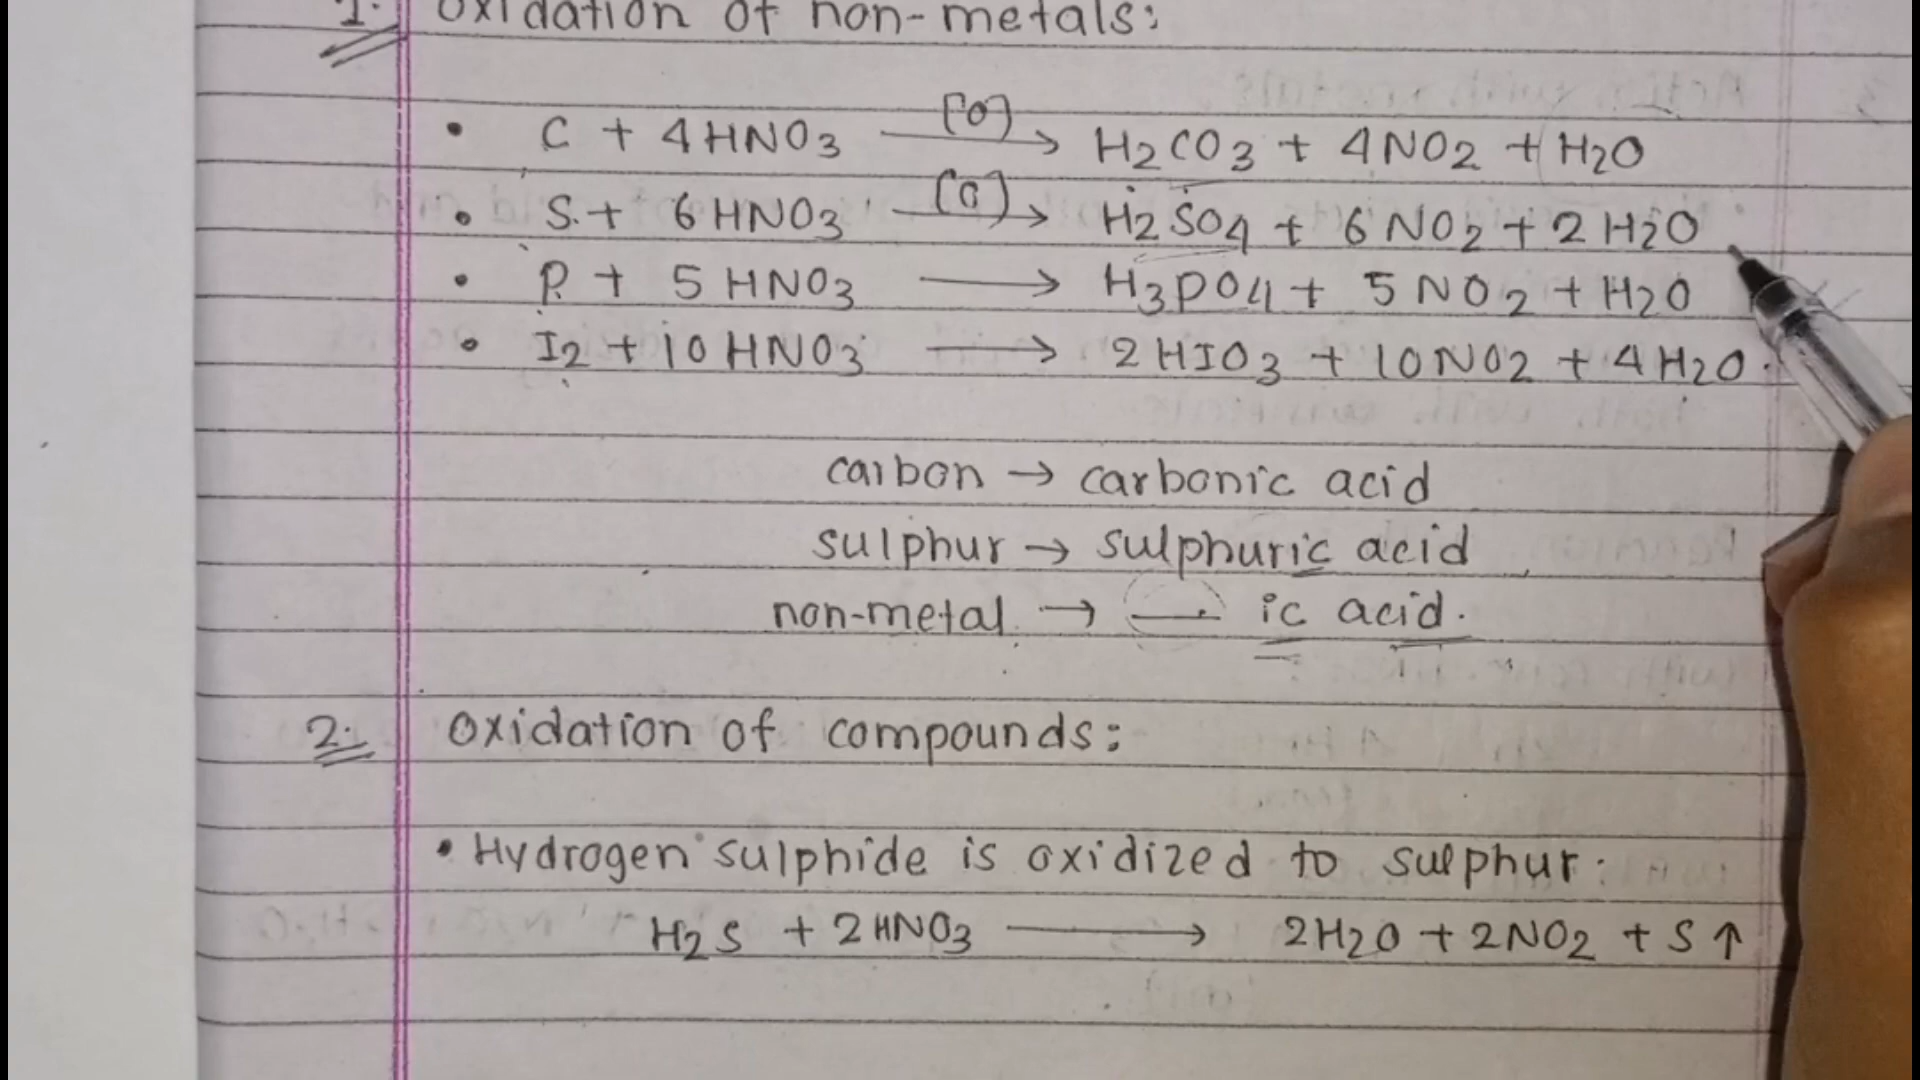 1. Oxidation of non-metals:
• C + 4HNO3 [O]→ H2CO3 + 4NO2 + H2O
• S + 6HNO3 [O]→ H2SO4 + 6NO2 + 2H2O
• P + 5HNO3 → H3PO4 + 5NO2 + H2O
• I2 + 10HNO3 → 2HIO3 + 10NO2 + 4H2O
carbon → carbonic acid
sulphur → sulphuric acid
non-metal → — ic acid.
2. Oxidation of compounds:
• Hydrogen sulphide is oxidized to sulphur.
H2S + 2HNO3 → 2H2O + 2NO2 + S↑